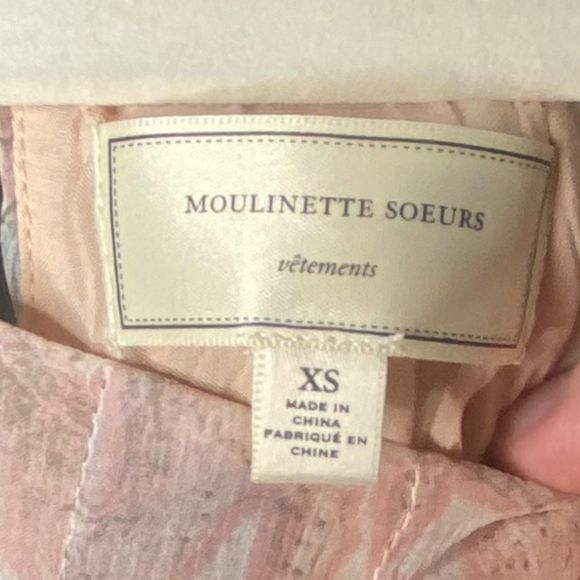 MOULINETTE SOEURS
vêtements
XS
MADE IN
CHINA
FABRIQUÉ EN
CHINE